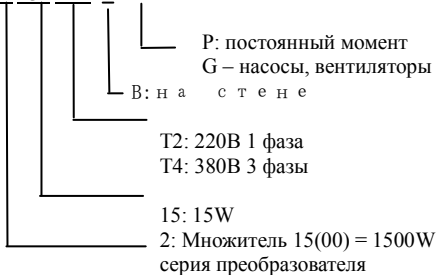 P: постоянный момент
G – насосы, вентиляторы
B: на стене
T2: 220В 1 фаза
T4: 380В 3 фазы
15: 15W
2: Множитель 15(00) = 1500W
серия преобразователя